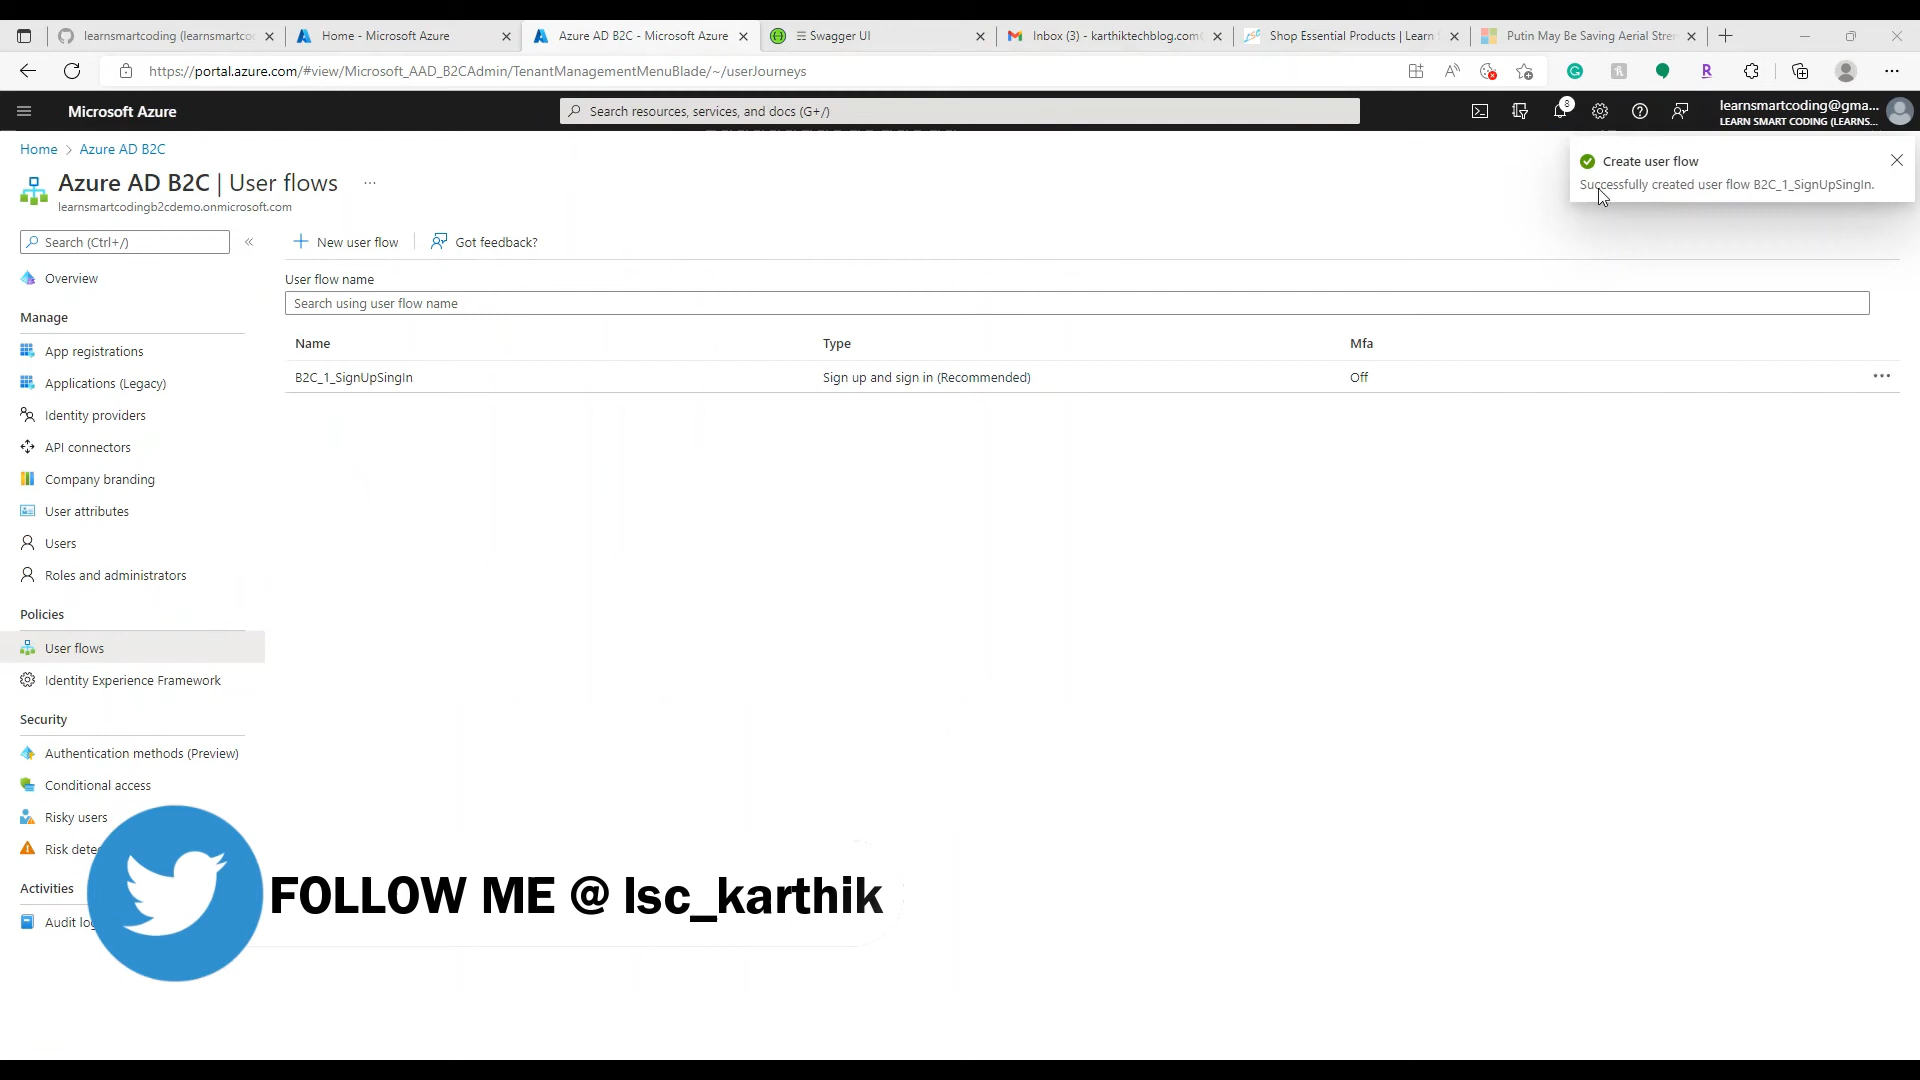 learnsmartcoding (learnsmartco
Home - Microsoft Azure
Azure AD B2C - Microsoft Azure
Swagger UI
Inbox (3) - karthiktechblog.com
Shop Essential Products | Learn
Putin May Be Saving Aerial Stren
https://portal.azure.com/#view/Microsoft_AAD_B2CAdmin/TenantManagementMenuBlade/~/userJourneys
Microsoft Azure
Search resources, services, and docs (G+/)
8
learnsmartcoding@gma...
LEARN SMART CODING (LEARNS...
Home > Azure AD B2C
Azure AD B2C | User flows
learnsmartcodingb2cdemo.onmicrosoft.com
Create user flow
Successfully created user flow B2C_1_SignUpSingIn.
Search (Ctrl+/)
New user flow
Got feedback?
Overview
User flow name
Search using user flow name
Manage
Name
Type
Mfa
App registrations
B2C_1_SignUpSingIn
Sign up and sign in (Recommended)
Off
Applications (Legacy)
Identity providers
API connectors
Company branding
User attributes
Users
Roles and administrators
Policies
User flows
Identity Experience Framework
Security
Authentication methods (Preview)
Conditional access
Risky users
Risk dete
Activities
FOLLOW ME @ lsc_karthik
Audit log